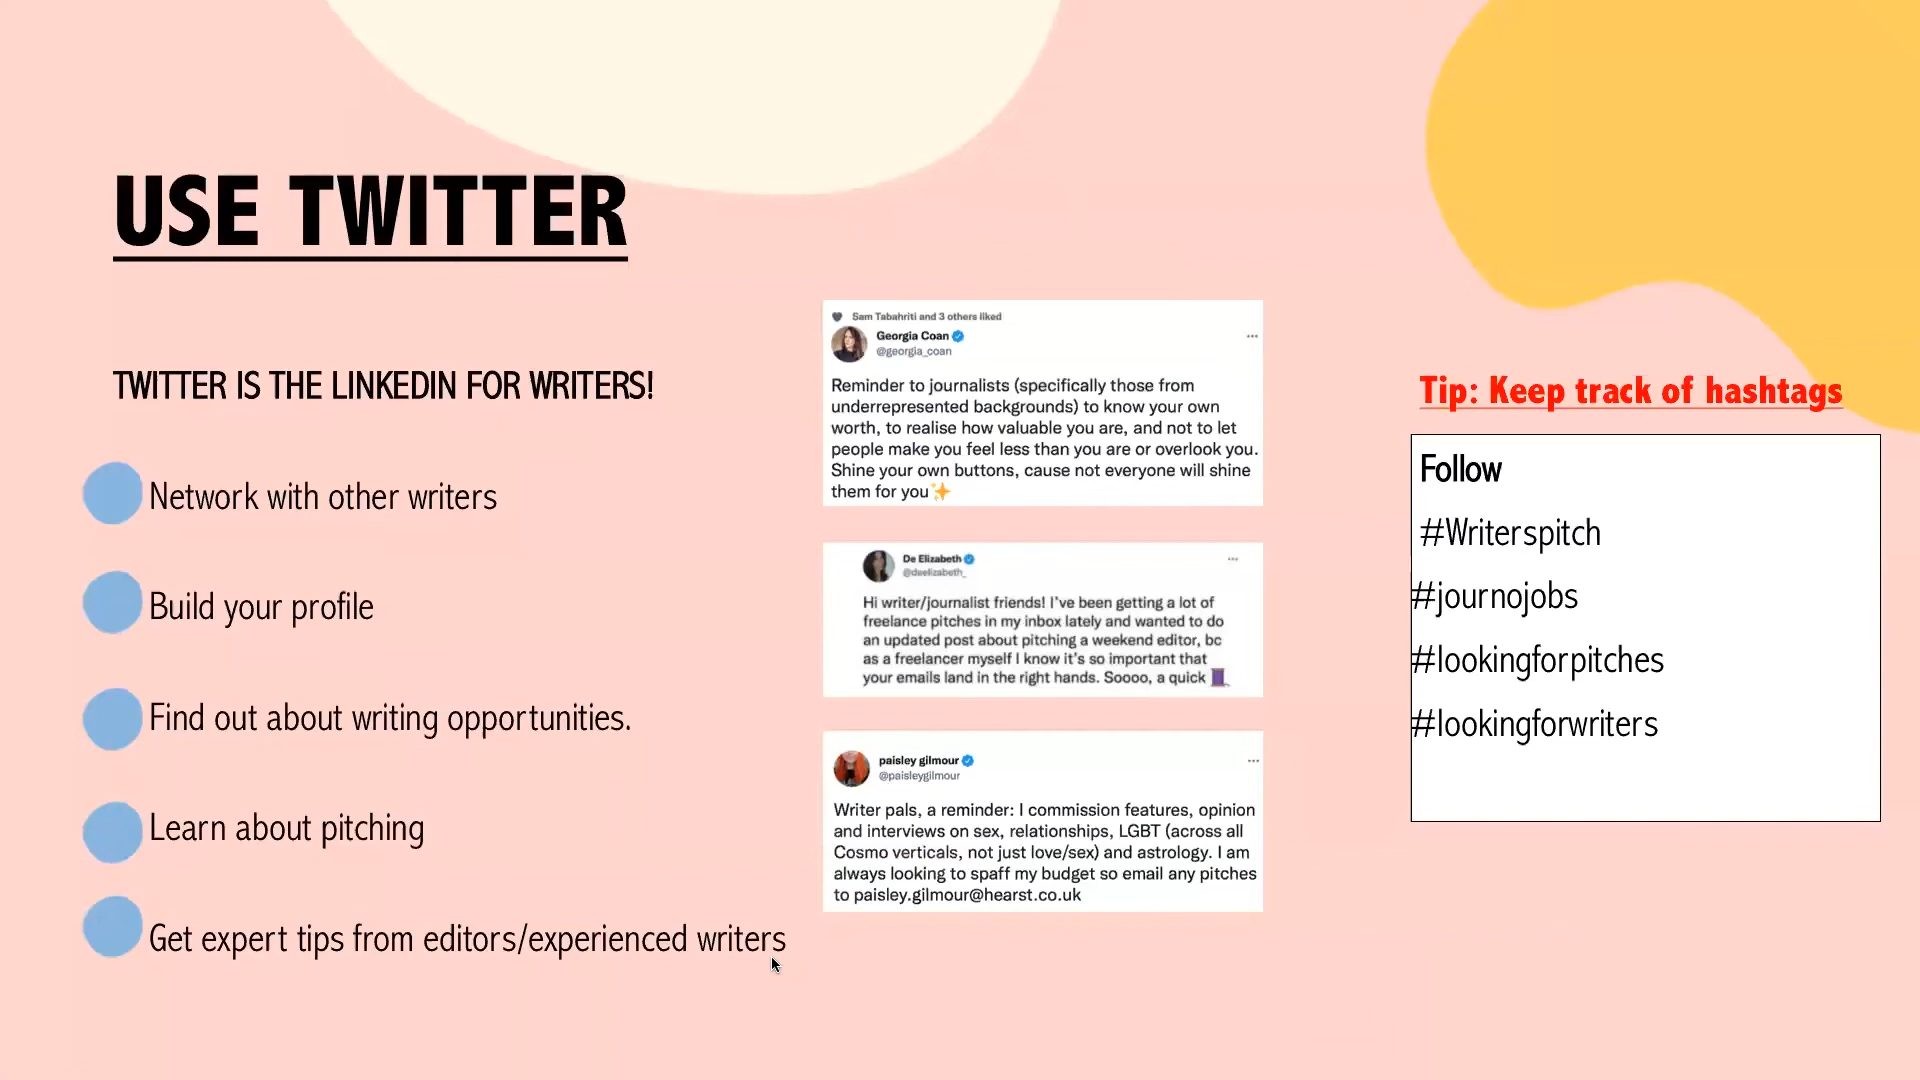 USE TWITTER
TWITTER IS THE LINKEDIN FOR WRITERS!
Network with other writers
Build your profile
Find out about writing opportunities.
Learn about pitching
Get expert tips from editors/experienced writers
Sam Tabahriti and 3 others liked
Georgia Coan
@georgia_coan
Reminder to journalists (specifically those from
underrepresented backgrounds) to know your own
worth, to realise how valuable you are, and not to let
people make you feel less than you are or overlook you.
Shine your own buttons, cause not everyone will shine
them for you✨
De Elizabeth
@deelizabeth_
Hi writer/journalist friends! I've been getting a lot of
freelance pitches in my inbox lately and wanted to do
an updated post about pitching a weekend editor, bc
as a freelancer myself I know it's so important that
your emails land in the right hands. Soooo, a quick 🧵
paisley gilmour
@paisleygilmour
Writer pals, a reminder: I commission features, opinion
and interviews on sex, relationships, LGBT (across all
Cosmo verticals, not just love/sex) and astrology. I am
always looking to spaff my budget so email any pitches
to paisley.gilmour@hearst.co.uk
Tip: Keep track of hashtags
Follow
#Writerspitch
#journojobs
#lookingforpitches
#lookingforwriters